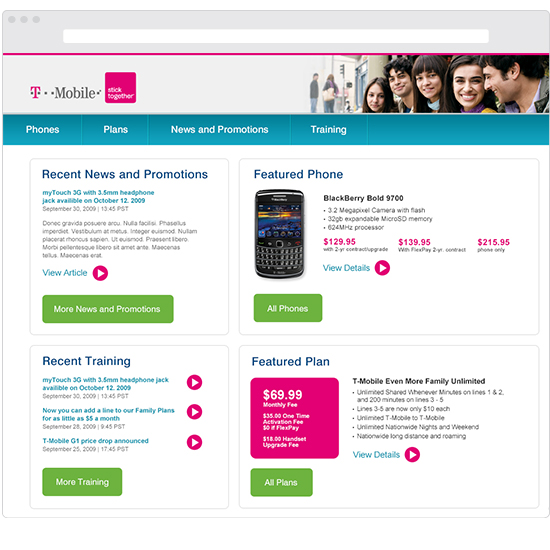 T··Mobile·
stick together®
Phones
Plans
News and Promotions
Training
Recent News and Promotions
myTouch 3G with 3.5mm headphone
jack availible on October 12. 2009
September 30, 2009 | 13:45 PST
Donec gravida posuere arcu. Nulla facilisi. Phasellus
imperdiet. Vestibulum at metus. Integer euismod. Nullam
placerat rhoncus sapien. Ut euismod. Praesent libero.
Morbi pellentesque libero sit amet ante. Maecenas
tellus. Maecenas erat.
View Article
More News and Promotions
Featured Phone
BlackBerry Bold 9700
• 3.2 Megapixel Camera with flash
• 32gb expandable MicroSD memory
• 624MHz processor
$129.95
with 2-yr contract/upgrade
$139.95
With FlexPay 2-yr. contract
$215.95
phone only
View Details
All Phones
Recent Training
myTouch 3G with 3.5mm headphone jack
availible on October 12. 2009
September 30, 2009 | 13:45 PST
Now you can add a line to our Family Plans
for as little as $5 a month
September 28, 2009 | 9:45 PST
T-Mobile G1 price drop announced
September 25, 2009 | 17:45 PST
More Training
Featured Plan
$69.99
Monthly Fee
$35.00 One Time
Activation Fee
$0 if FlexPay
$18.00 Handset
Upgrade Fee
T-Mobile Even More Family Unlimited
• Unlimited Shared Whenever Minutes on lines 1 & 2,
and 200 minutes on lines 3 - 5
• Lines 3-5 are now only $10 each
• Unlimited T-Mobile to T-Mobile
• Unlimited Nationwide Nights and Weekend
• Nationwide long distance and roaming
View Details
All Plans